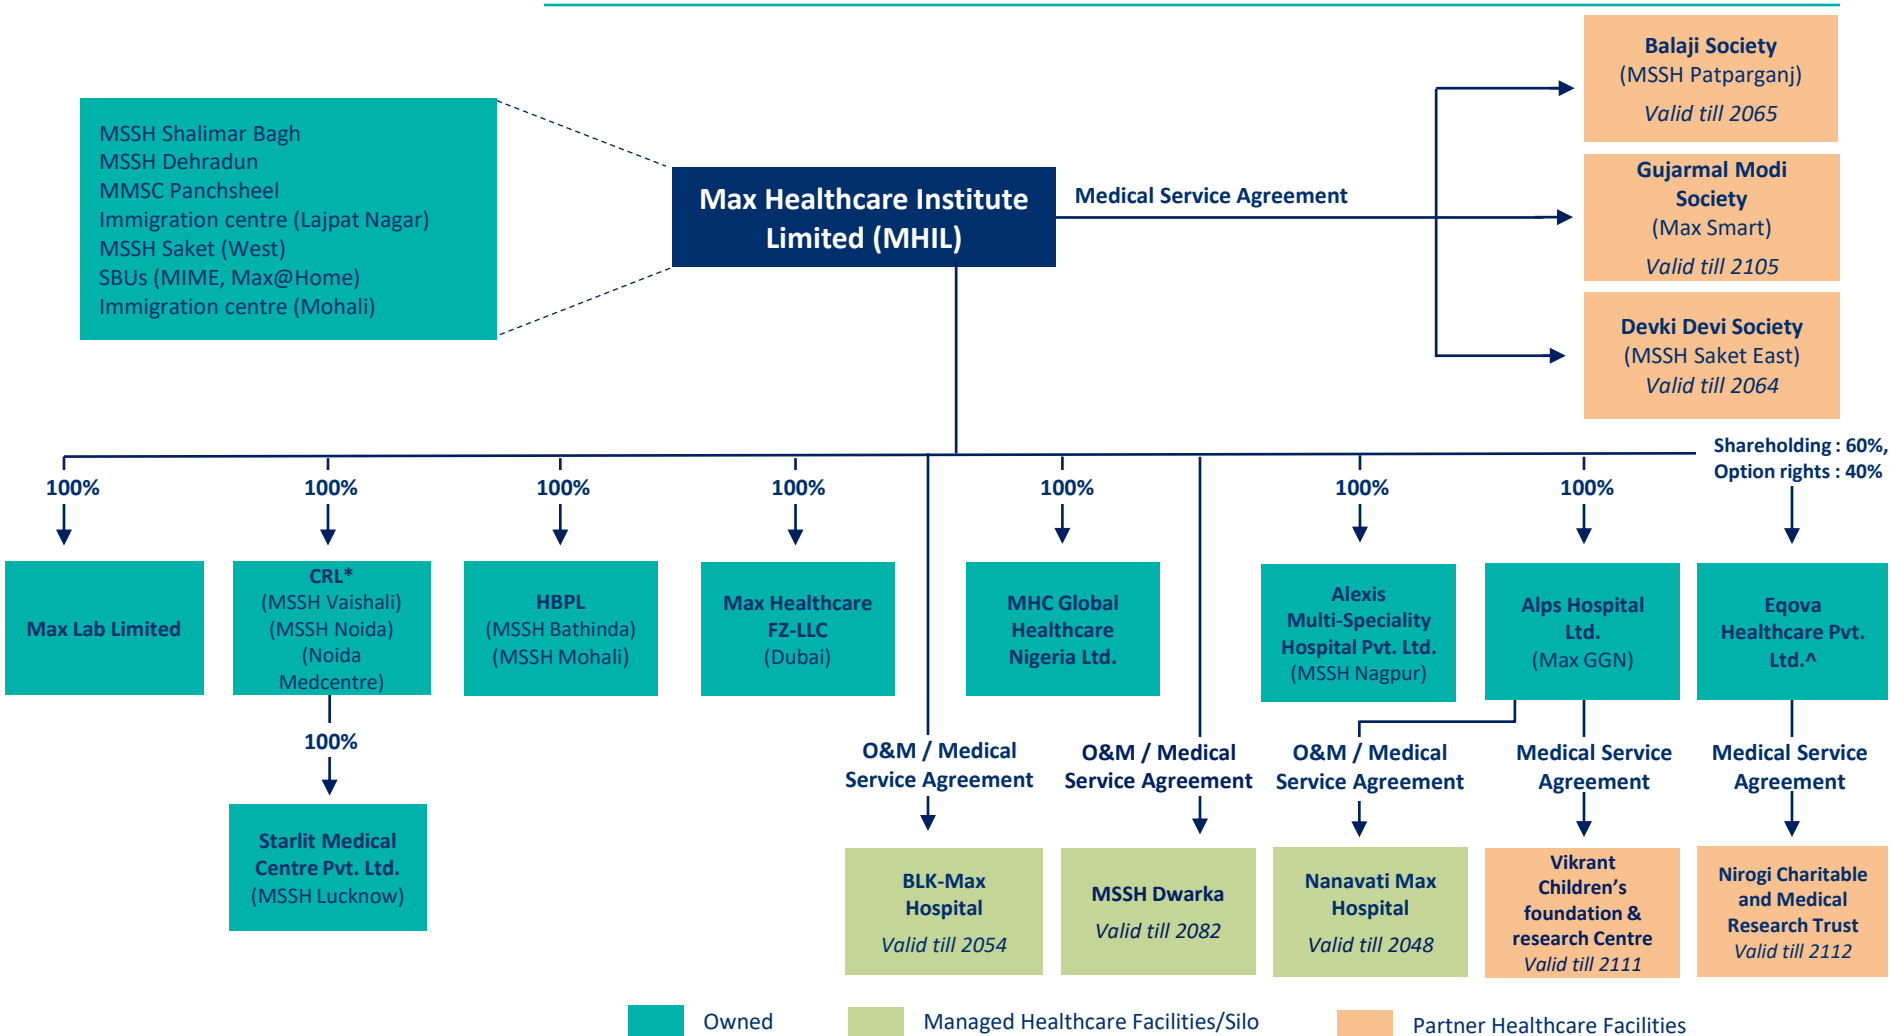 Balaji Society
(MSSH Patparganj)
Valid till 2065
MSSH Shalimar Bagh
MSSH Dehradun
MMSC Panchsheel
Immigration centre (Lajpat Nagar)
MSSH Saket (West)
SBUs (MIME, Max@Home)
Immigration centre (Mohali)
Max Healthcare Institute
Limited (MHIL)
Medical Service Agreement
Gujarmal Modi
Society
(Max Smart)
Valid till 2105
Devki Devi Society
(MSSH Saket East)
Valid till 2064
Shareholding : 60%,
Option rights : 40%
100%
100%
100%
100%
100%
100%
100%
Max Lab Limited
CRL*
(MSSH Vaishali)
(MSSH Noida)
(Noida
Medcentre)
HBPL
(MSSH Bathinda)
(MSSH Mohali)
Max Healthcare
FZ-LLC
(Dubai)
MHC Global
Healthcare
Nigeria Ltd.
Alexis
Multi-Speciality
Hospital Pvt. Ltd.
(MSSH Nagpur)
Alps Hospital
Ltd.
(Max GGN)
Eqova
Healthcare Pvt.
Ltd.^
100%
O&M / Medical
Service Agreement
O&M / Medical
Service Agreement
O&M / Medical
Service Agreement
Medical Service
Agreement
Medical Service
Agreement
Starlit Medical
Centre Pvt. Ltd.
(MSSH Lucknow)
BLK-Max
Hospital
Valid till 2054
MSSH Dwarka
Valid till 2082
Nanavati Max
Hospital
Valid till 2048
Vikrant
Children's
foundation &
research Centre
Valid till 2111
Nirogi Charitable
and Medical
Research Trust
Valid till 2112
Owned
Managed Healthcare Facilities/Silo
Partner Healthcare Facilities